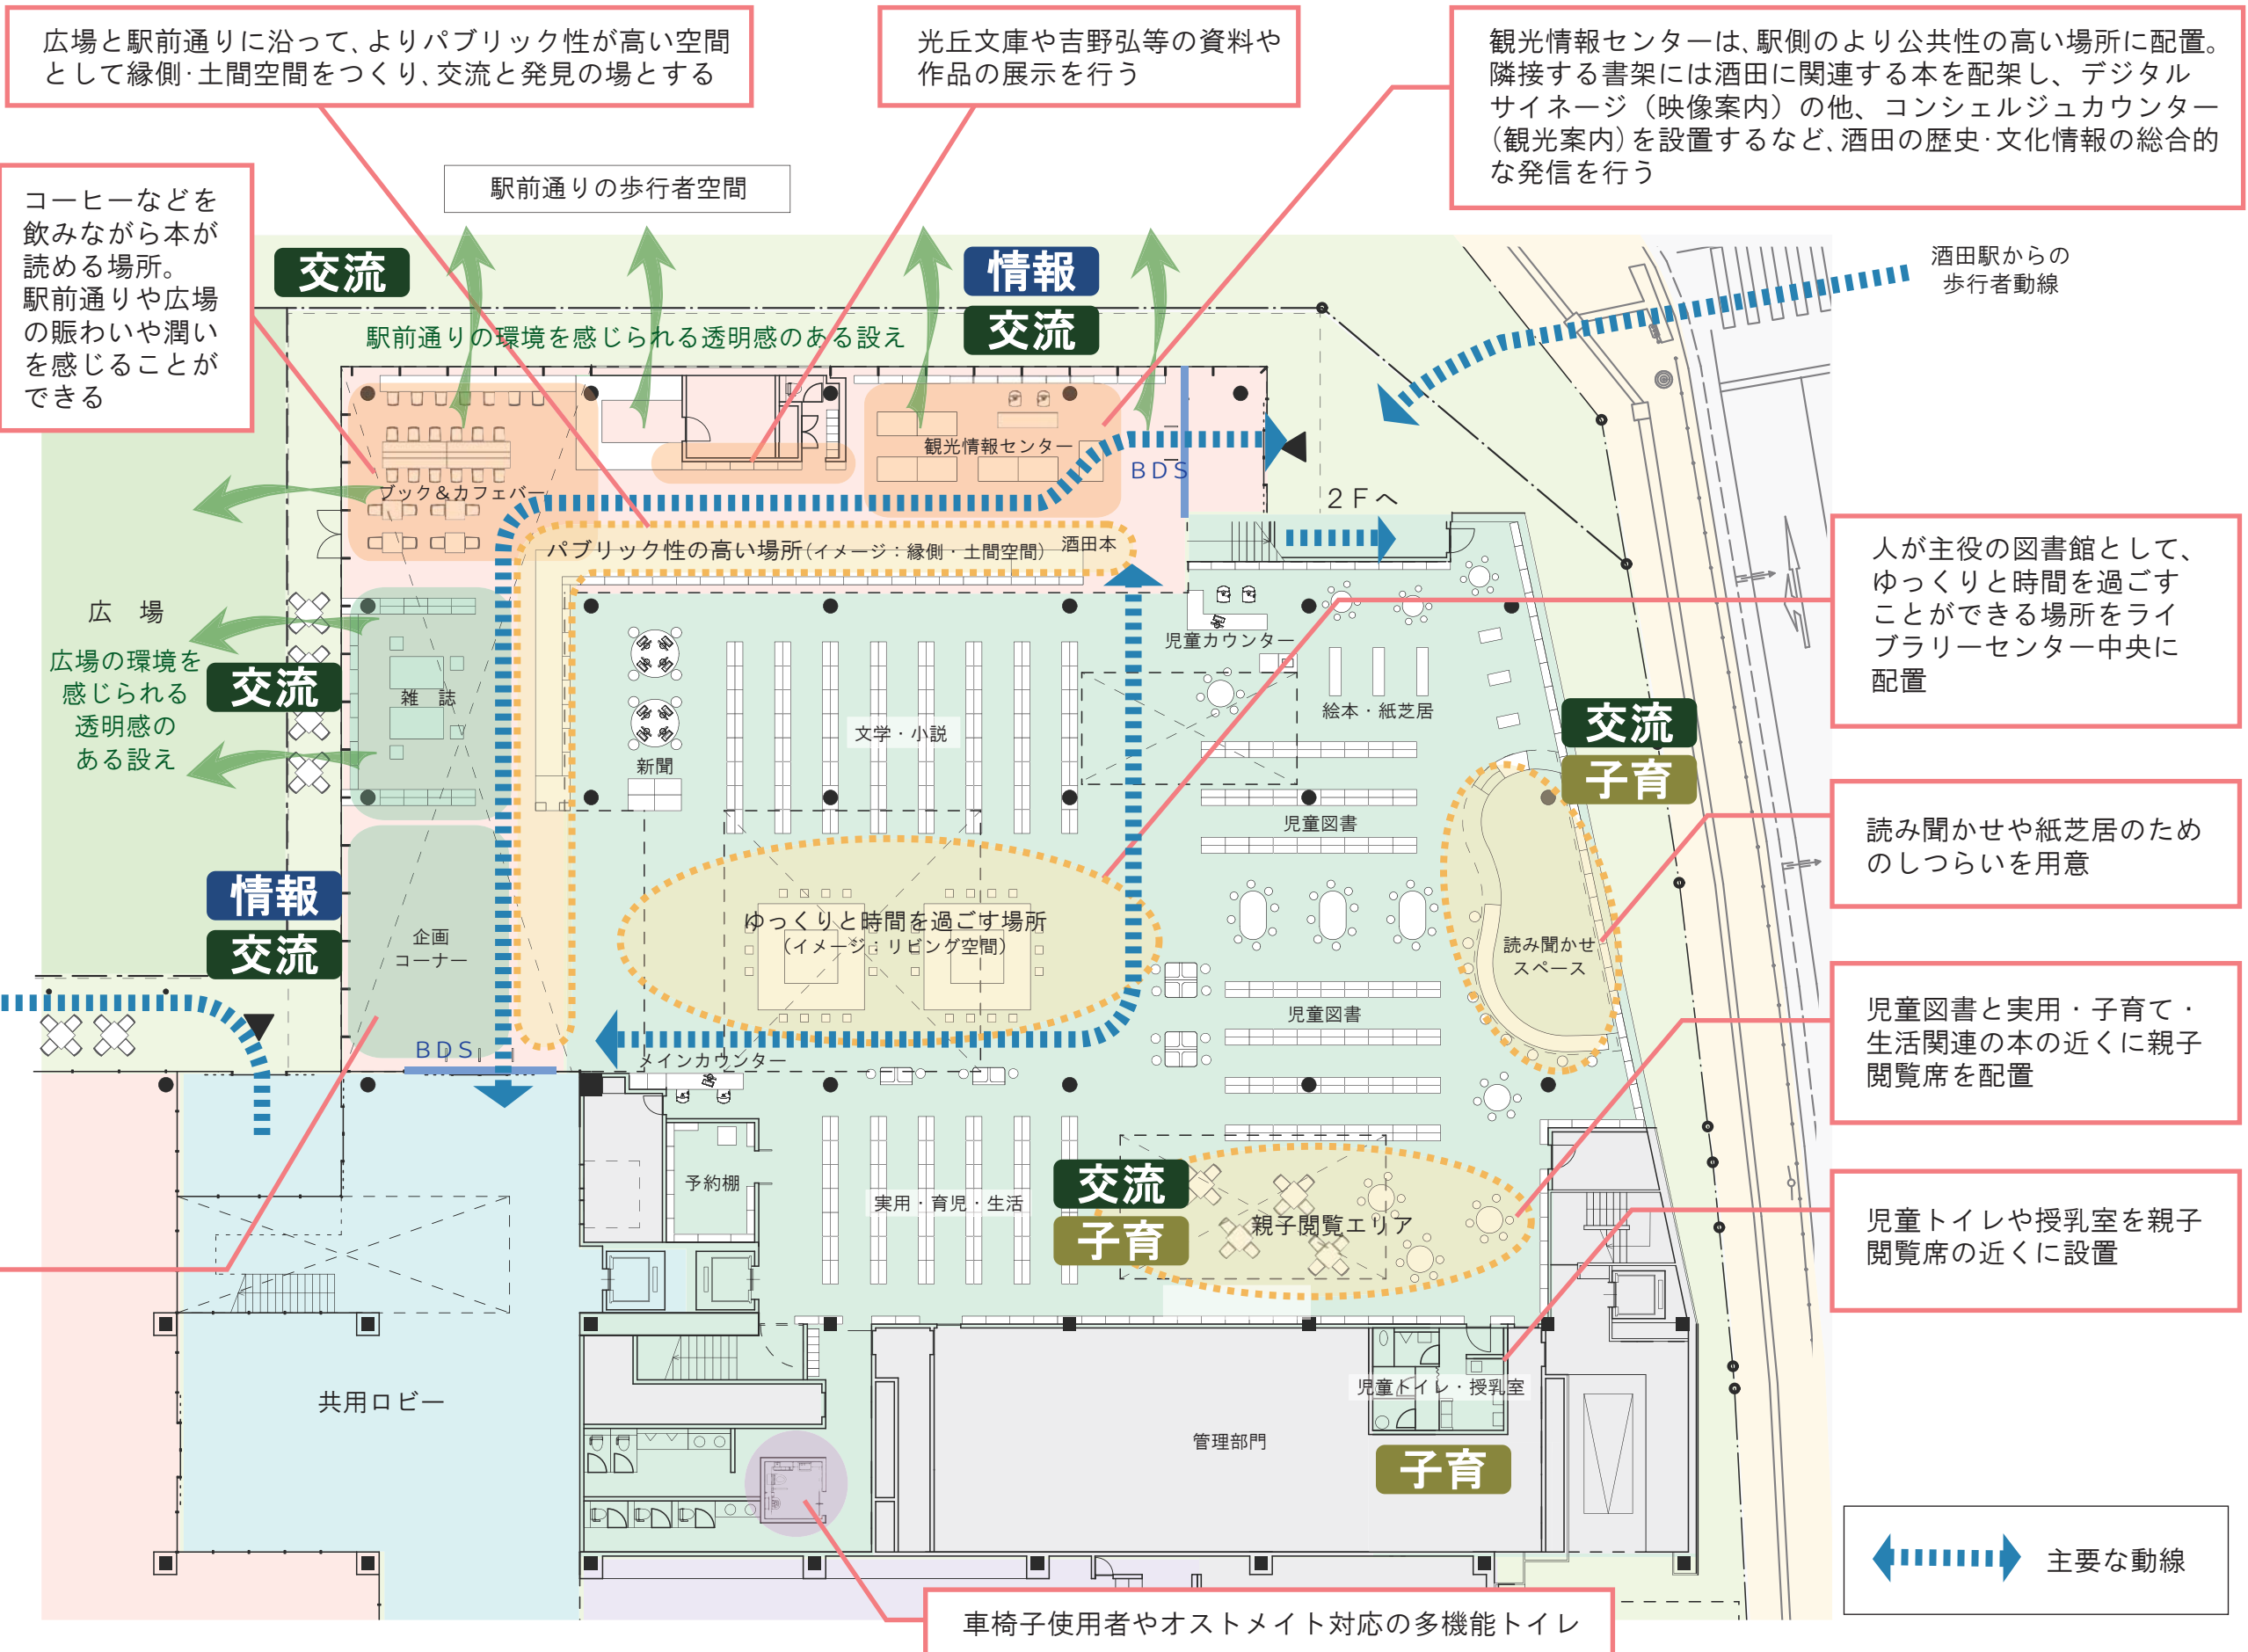 広場と駅前通りに沿って、よりパブリック性が高い空間
として縁側・土間空間をつくり、交流と発見の場とする
光丘文庫や吉野弘等の資料や
作品の展示を行う
観光情報センターは、駅側のより公共性の高い場所に配置。
隣接する書架には酒田に関連する本を配架し、デジタル
サイネージ（映像案内）の他、コンシェルジュカウンター
(観光案内)を設置するなど、酒田の歴史・文化情報の総合的
な発信を行う
コーヒーなどを
飲みながら本が
読める場所。
駅前通りや広場
の賑わいや潤い
を感じることが
できる
駅前通りの歩行者空間
交流
情報
交流
酒田駅からの
歩行者動線
駅前通りの環境を感じられる透明感のある設え
観光情報センター
BDS
ブック＆カフェバー
2Fへ
パブリック性の高い場所(イメージ：縁側・土間空間)
酒田本
人が主役の図書館として、
ゆっくりと時間を過ごす
ことができる場所をライ
ブラリーセンター中央に
配置
広　場
広場の環境を
感じられる
透明感の
ある設え
交流
雑　誌
新聞
文学・小説
児童カウンター
絵本・紙芝居
交流
子育
児童図書
読み聞かせや紙芝居のため
のしつらいを用意
情報
交流
企画
コーナー
ゆっくりと時間を過ごす場所
(イメージ：リビング空間)
読み聞かせ
スペース
児童図書
児童図書と実用・子育て・
生活関連の本の近くに親子
閲覧席を配置
BDS
メインカウンター
予約棚
実用・育児・生活
交流
子育
親子閲覧エリア
児童トイレや授乳室を親子
閲覧席の近くに設置
共用ロビー
児童トイレ・授乳室
管理部門
子育
主要な動線
車椅子使用者やオストメイト対応の多機能トイレ